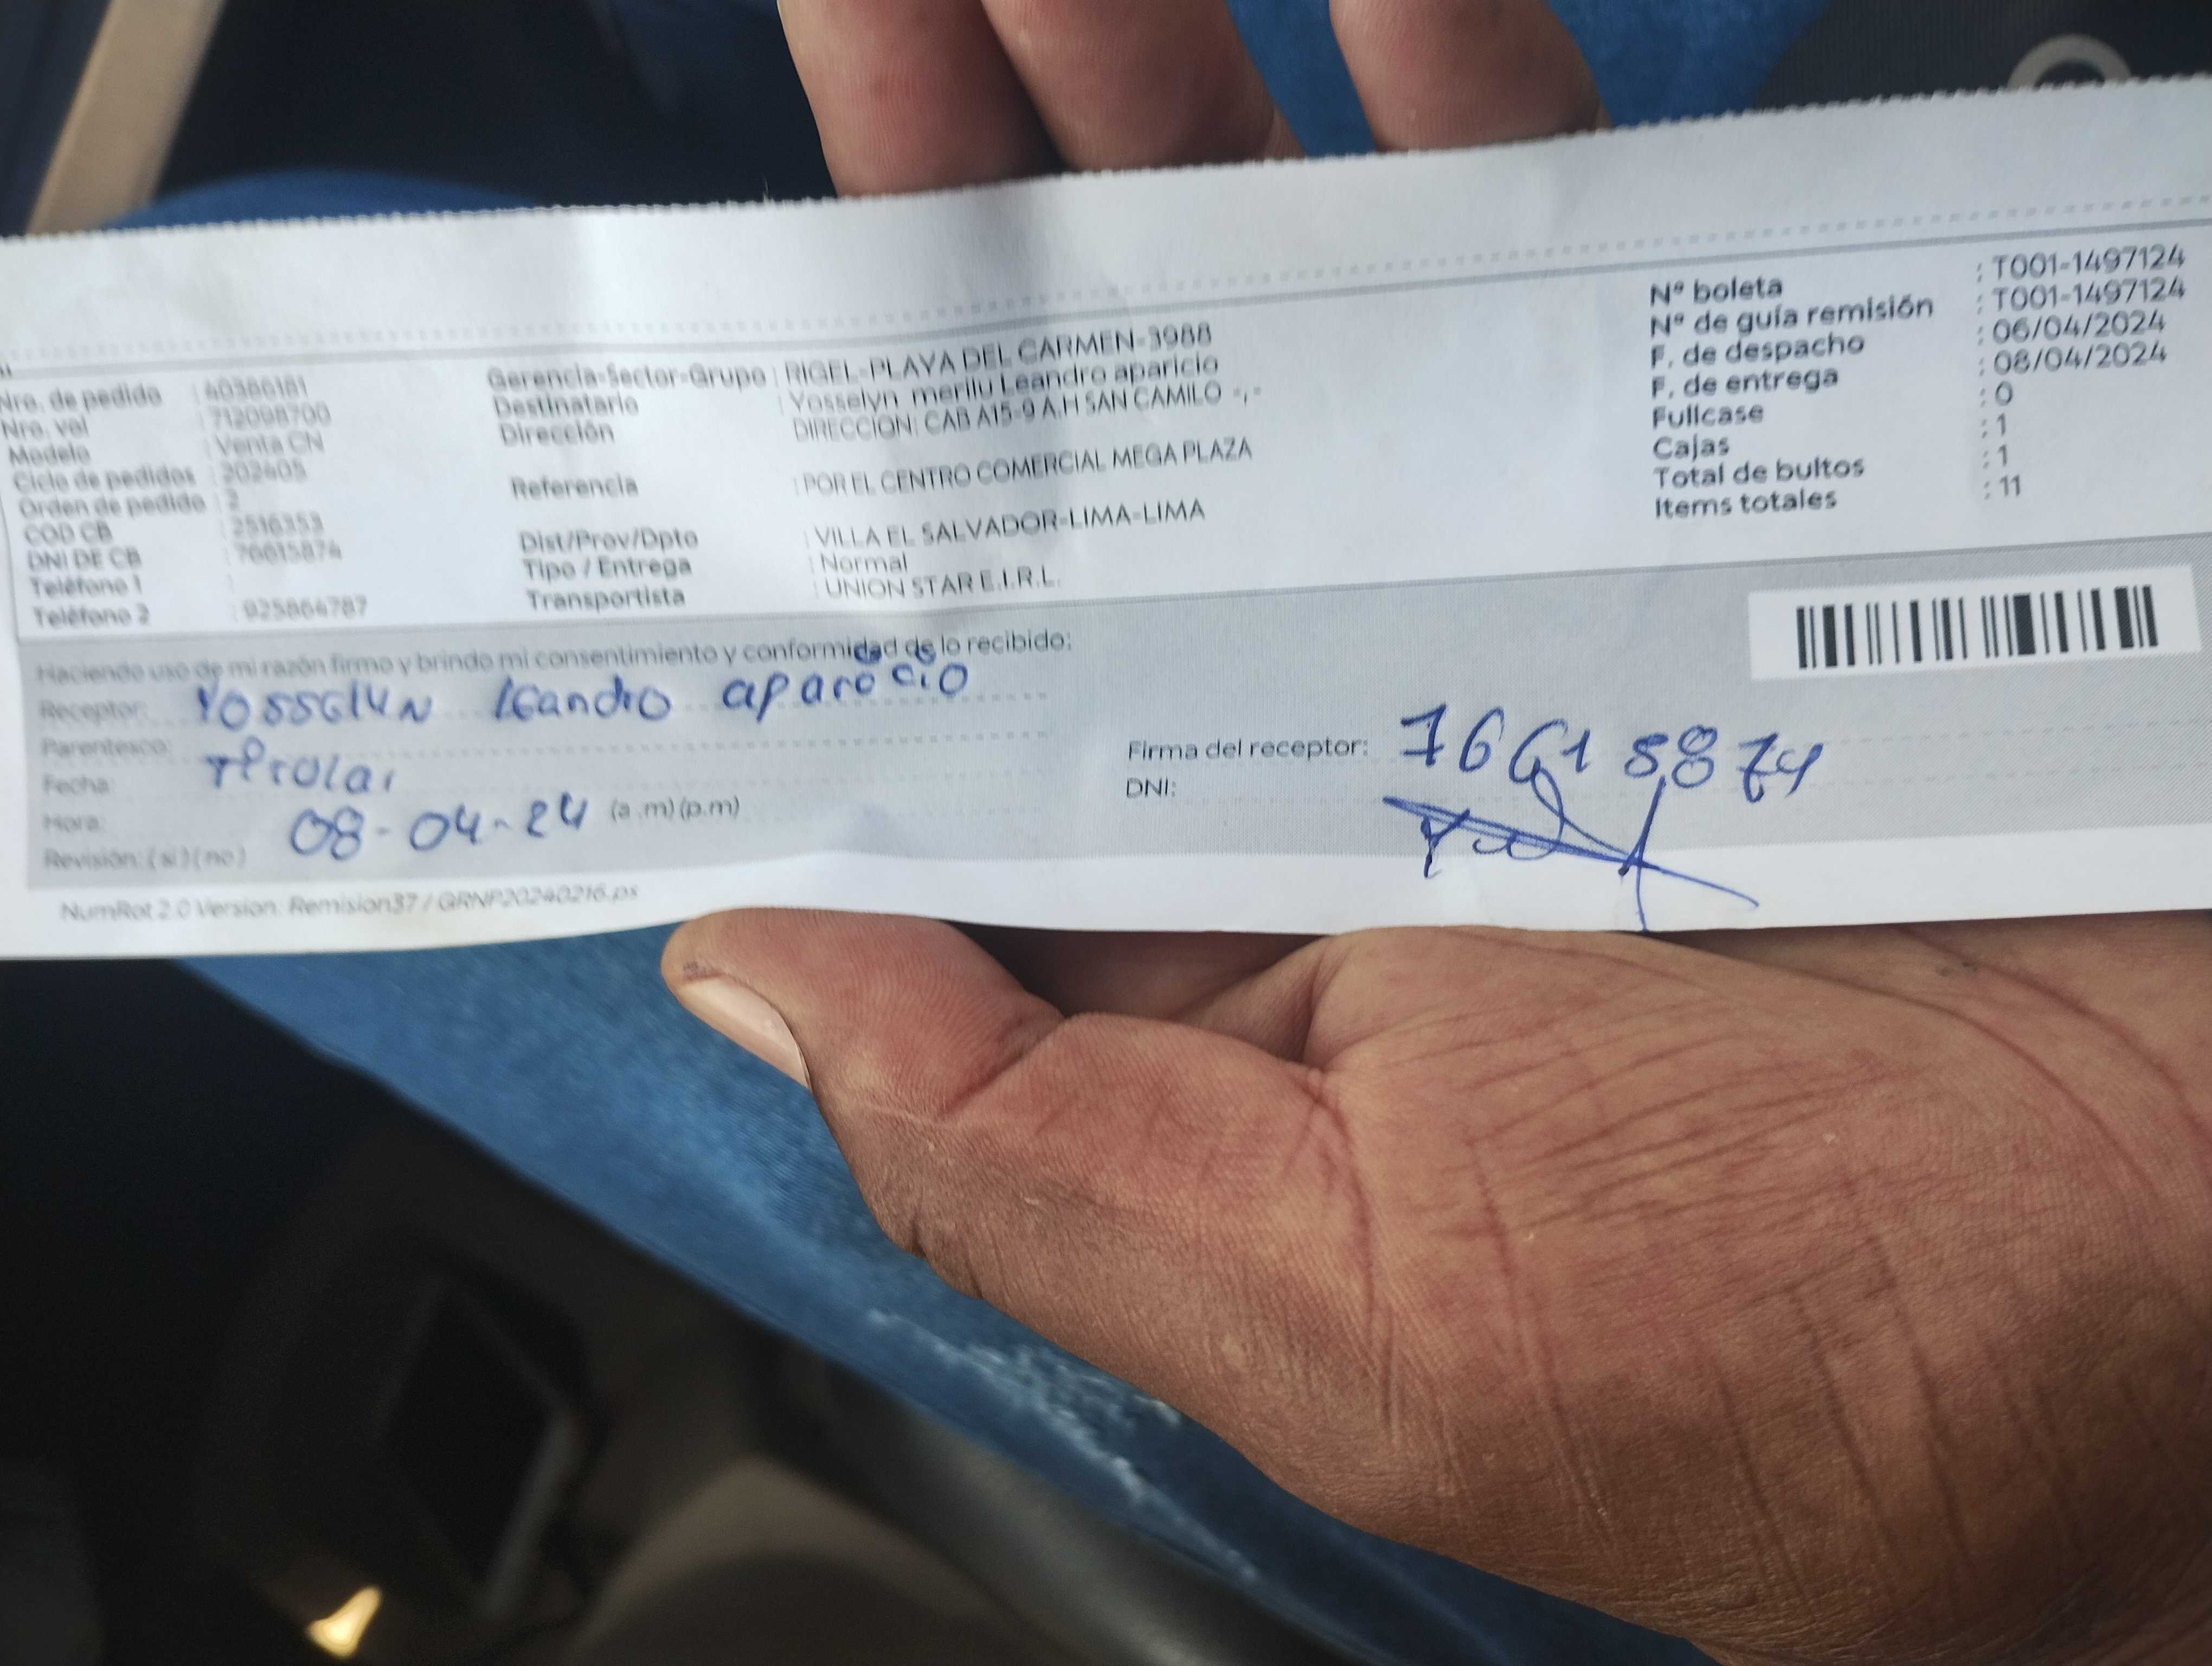 Nro. de pedido : 40386181
Nro. vol : 712098700
Modelo : Venta CN
Ciclo de pedidos : 202405
Orden de pedido : 2
COD CB : 2516353
DNI DE CB
Teléfono 1 :
Teléfono 2 : 925864787
Gerencia-Sector-Grupo : RIGEL-PLAYA DEL CARMEN-3988
Destinatario : Yosselyn merilu Leandro aparicio
Dirección DIRECCION: CAB A15-9 A.H SAN CAMILO -,-
Referencia : POR EL CENTRO COMERCIAL MEGA PLAZA
Dist/Prov/Dpto : VILLA EL SALVADOR-LIMA-LIMA
Tipo / Entrega : Normal
Transportista : UNION STAR E.I.R.L.
Nº boleta : T001-1497124
Nº de guía remisión : T001-1497124
F. de despacho : 06/04/2024
F. de entrega : 08/04/2024
Fullcase : 0
Cajas : 1
Total de bultos : 1
Items totales : 11
Haciendo uso de mi razón firmo y brindo mi consentimiento y conformidad de lo recibido:
Receptor: Yosselyn leandro aparicio
Parentesco:
Fecha:
Hora: 08-04-24 (a.m) (p.m)
Revisión: ( si ) ( no )
Firma del receptor:
DNI:
NumRot 2.0 Version: Remision37 / GRNP20240216.ps